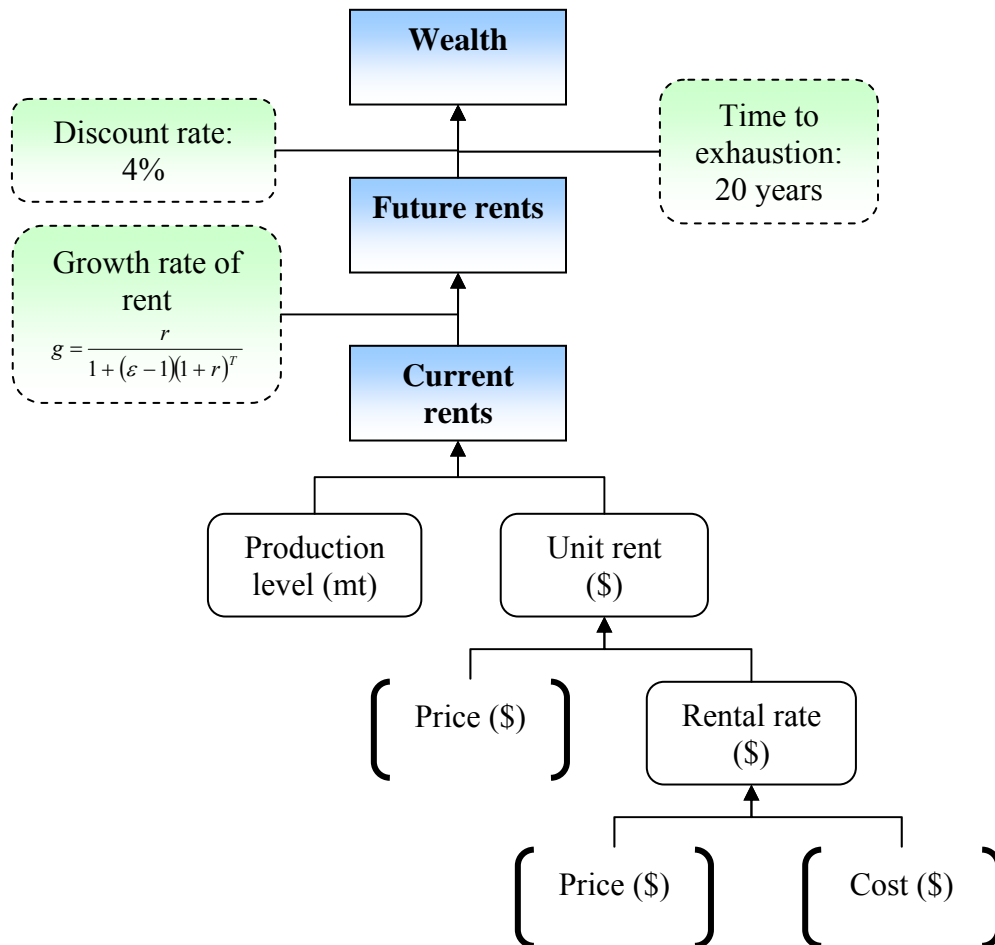 Wealth
Discount rate:
4%
Time to
exhaustion:
20 years
Future rents
Growth rate of
rent
g = r / 1 + (ε − 1)(1 + r)^T
Current
rents
Production
level (mt)
Unit rent
($)
Price ($)
Rental rate
($)
Price ($)
Cost ($)